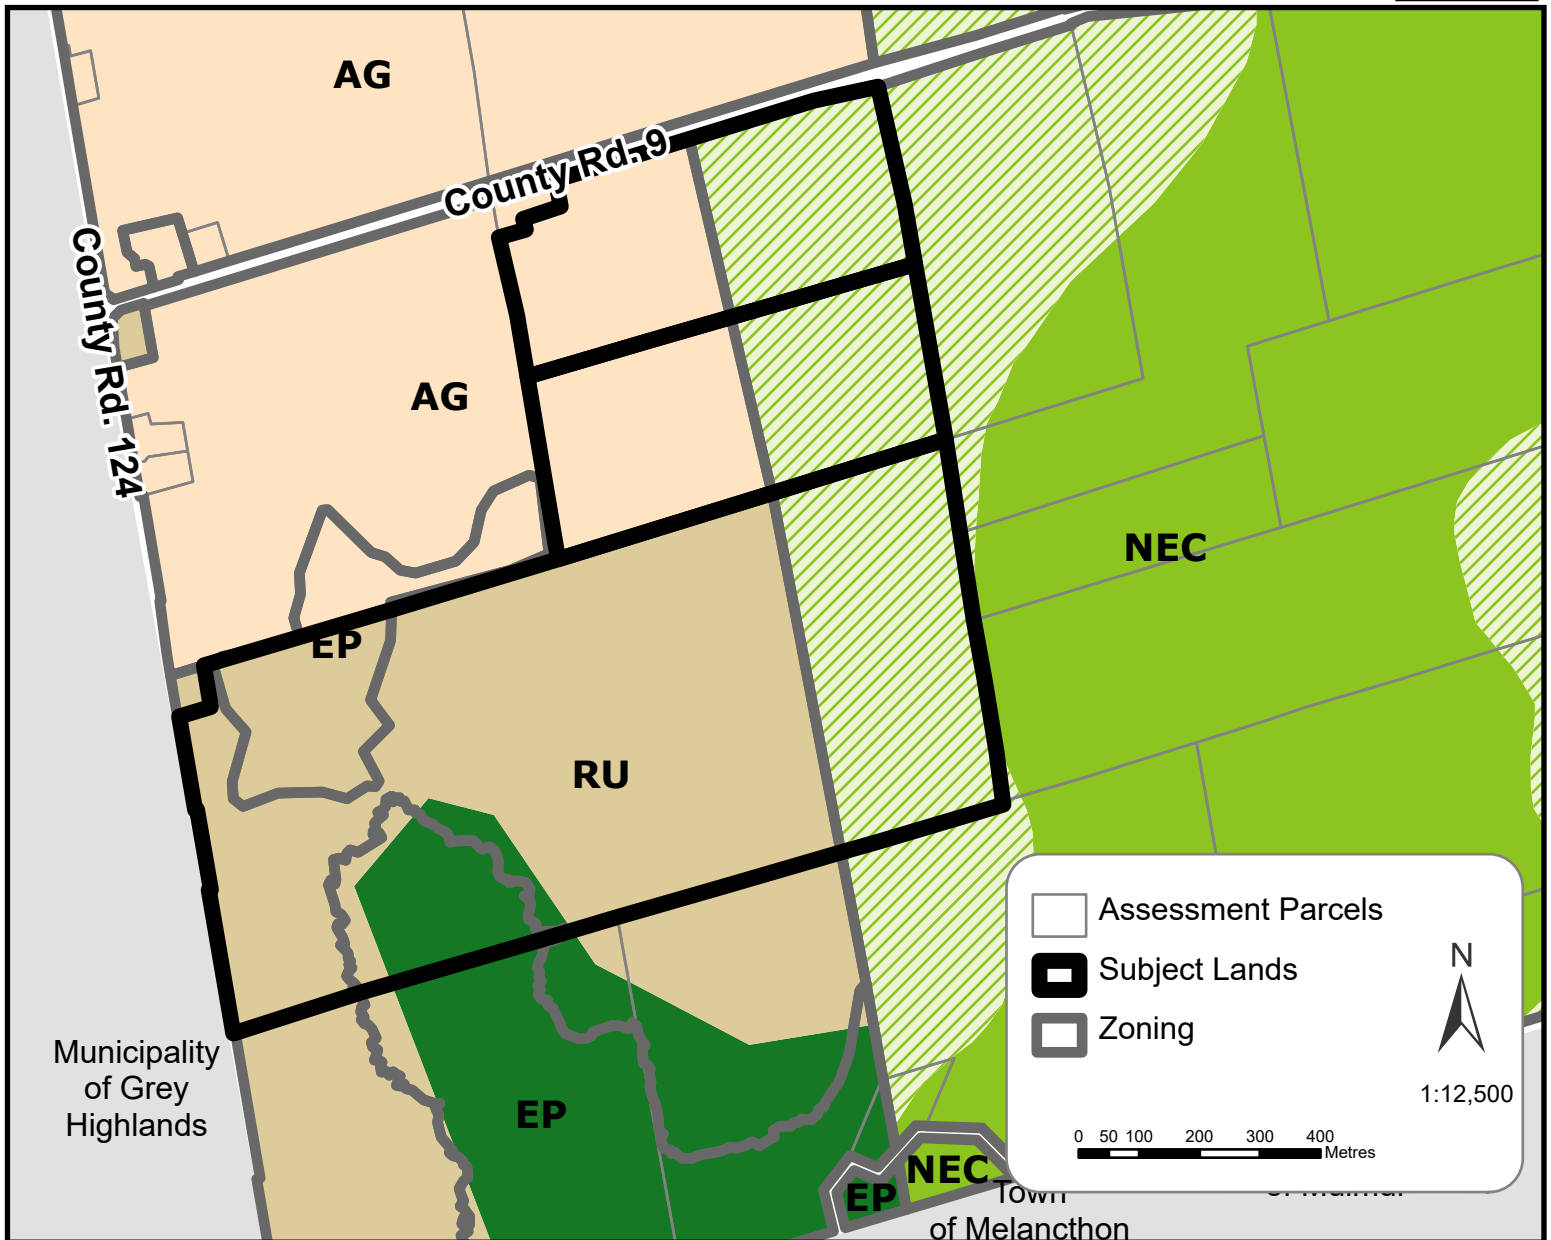 AG
County Rd. 9
County Rd. 124
AG
NEC
EP
RU
Assessment Parcels
Subject Lands
Zoning
N
1:12,500
0 50 100 200 300 400
Metres
Municipality
of Grey
Highlands
EP
NEC
EP
Town
of Melancthon